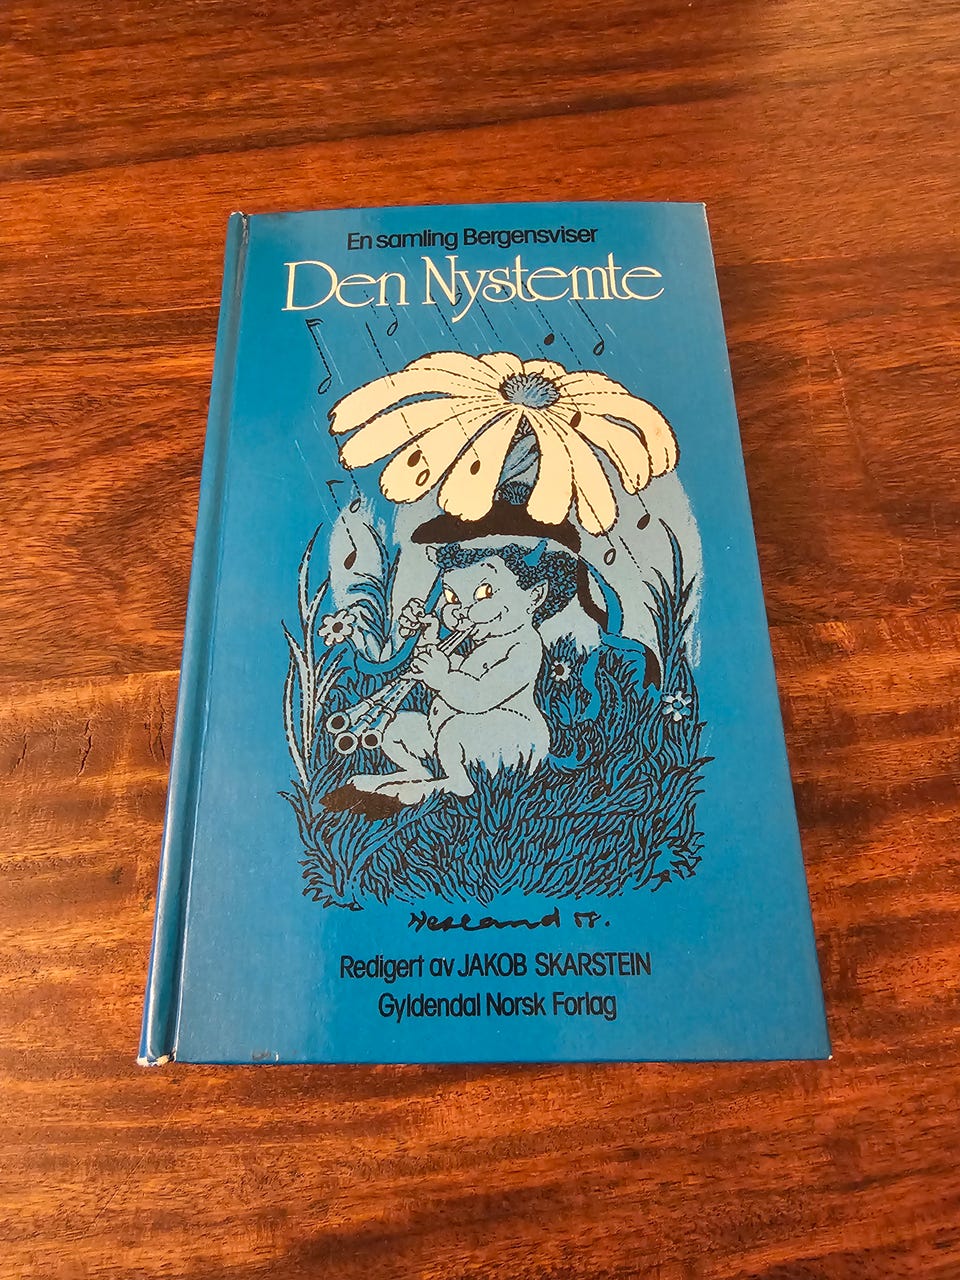 En samling Bergensviser
Den Nystemte
Redigert av JAKOB SKARSTEIN
Gyldendal Norsk Forlag